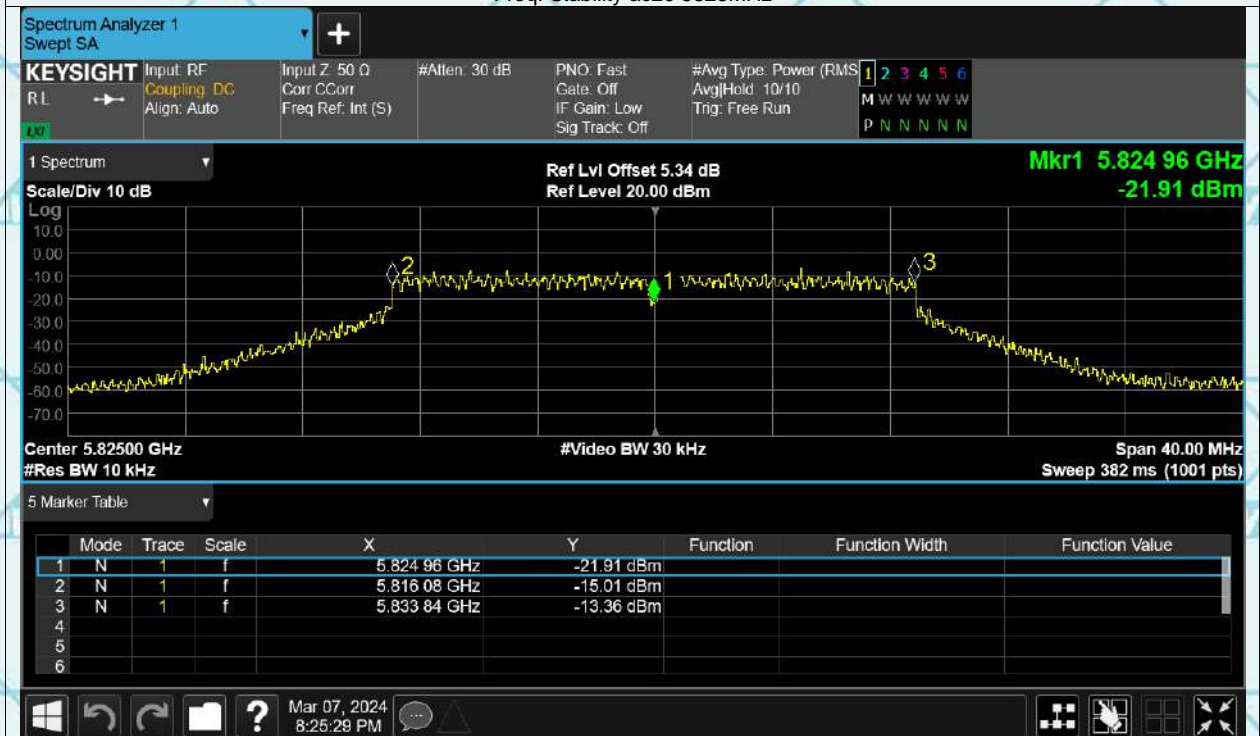 Spectrum Analyzer 1
Swept SA
+
KEYSIGHT
RL
LXI
Input: RF
Coupling: DC
Align: Auto
Input Z: 50 Ω
Corr CCorr
Freq Ref: Int (S)
#Atten: 30 dB
PNO: Fast
Gate: Off
IF Gain: Low
Sig Track: Off
#Avg Type: Power (RMS
Avg|Hold: 10/10
Trig: Free Run
1 2 3 4 5 6
M W W W W W
P N N N N N
1 Spectrum
Scale/Div 10 dB
Ref Lvl Offset 5.34 dB
Ref Level 20.00 dBm
Mkr1 5.824 96 GHz
-21.91 dBm
Log
10.0
0.00
-10.0
-20.0
-30.0
-40.0
-50.0
-60.0
-70.0
2
1
3
Center 5.82500 GHz
#Video BW 30 kHz
Span 40.00 MHz
#Res BW 10 kHz
Sweep 382 ms (1001 pts)
5 Marker Table
Mode Trace Scale X Y Function Function Width Function Value
1 N 1 f 5.824 96 GHz -21.91 dBm
2 N 1 f 5.816 08 GHz -15.01 dBm
3 N 1 f 5.833 84 GHz -13.36 dBm
4
5
6
?
Mar 07, 2024
8:25:29 PM